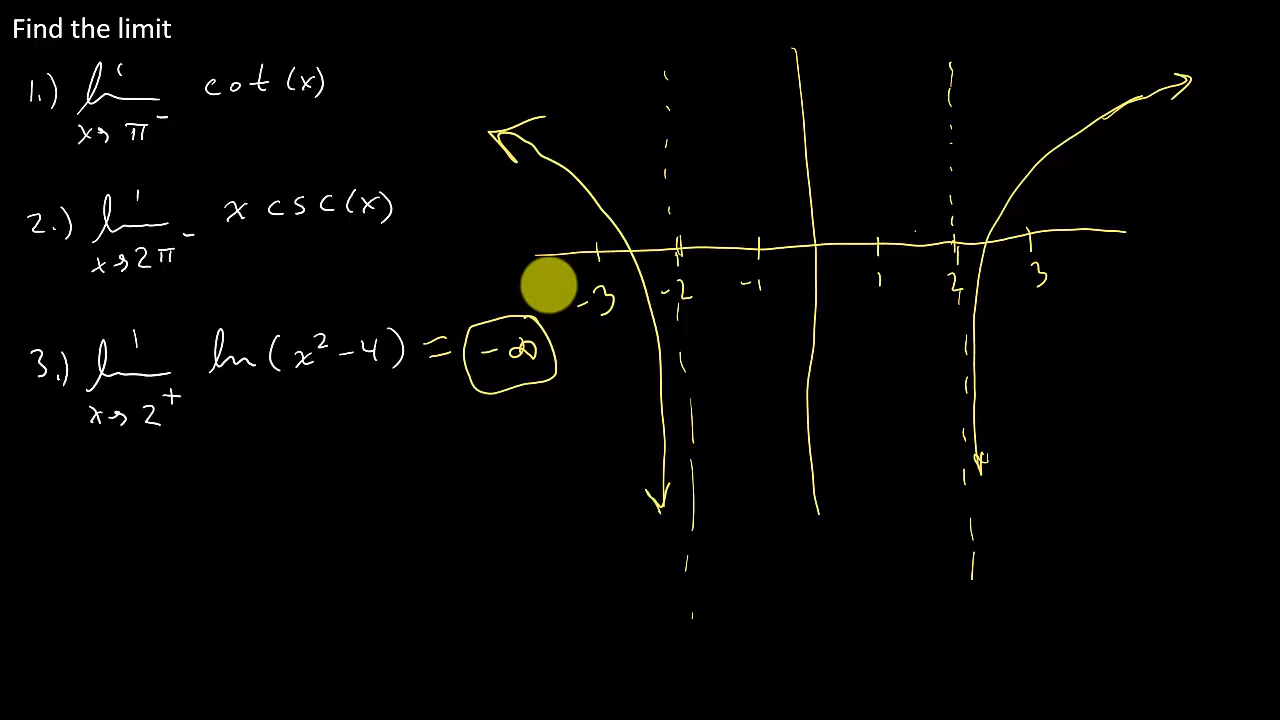 Find the limit
1.) lim x→π⁻ cot(x)
2.) lim x→2π⁻ x csc(x)
3.) lim x→2⁺ ln(x²-4) = -∞
-3 -2 -1 1 2 3